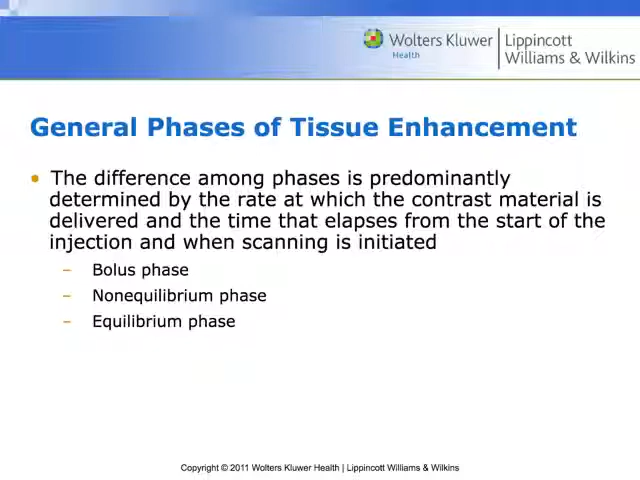 Wolters Kluwer
Health
Lippincott
Williams & Wilkins
General Phases of Tissue Enhancement
• The difference among phases is predominantly
determined by the rate at which the contrast material is
delivered and the time that elapses from the start of the
injection and when scanning is initiated
– Bolus phase
– Nonequilibrium phase
– Equilibrium phase
Copyright © 2011 Wolters Kluwer Health | Lippincott Williams & Wilkins